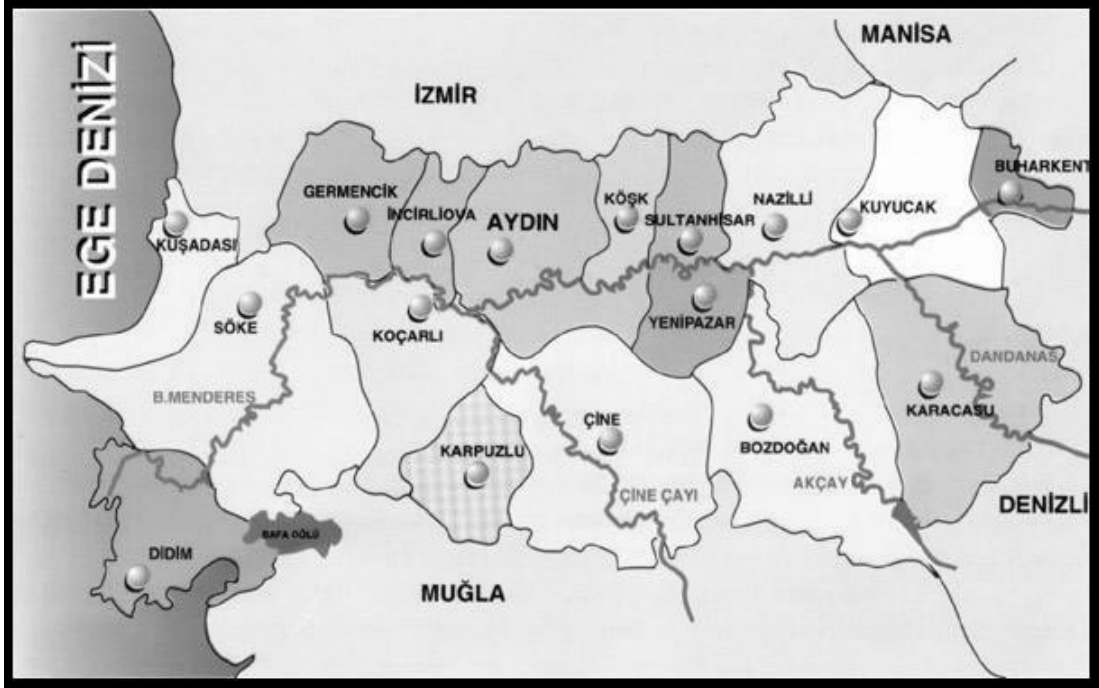 MANİSA
EGE DENİZİ
İZMİR
BUHARKENT
GERMENCİK
KÖŞK
NAZİLLİ
KUYUCAK
İNCİRLİOVA
AYDIN
SULTANHİSAR
KUŞADASI
SÖKE
KOÇARLI
YENİPAZAR
DANDANAS
B.MENDERES
KARACASU
ÇİNE
BOZDOĞAN
KARPUZLU
AKÇAY
ÇİNE ÇAYI
DENİZLİ
BAFA GÖLÜ
DİDİM
MUĞLA